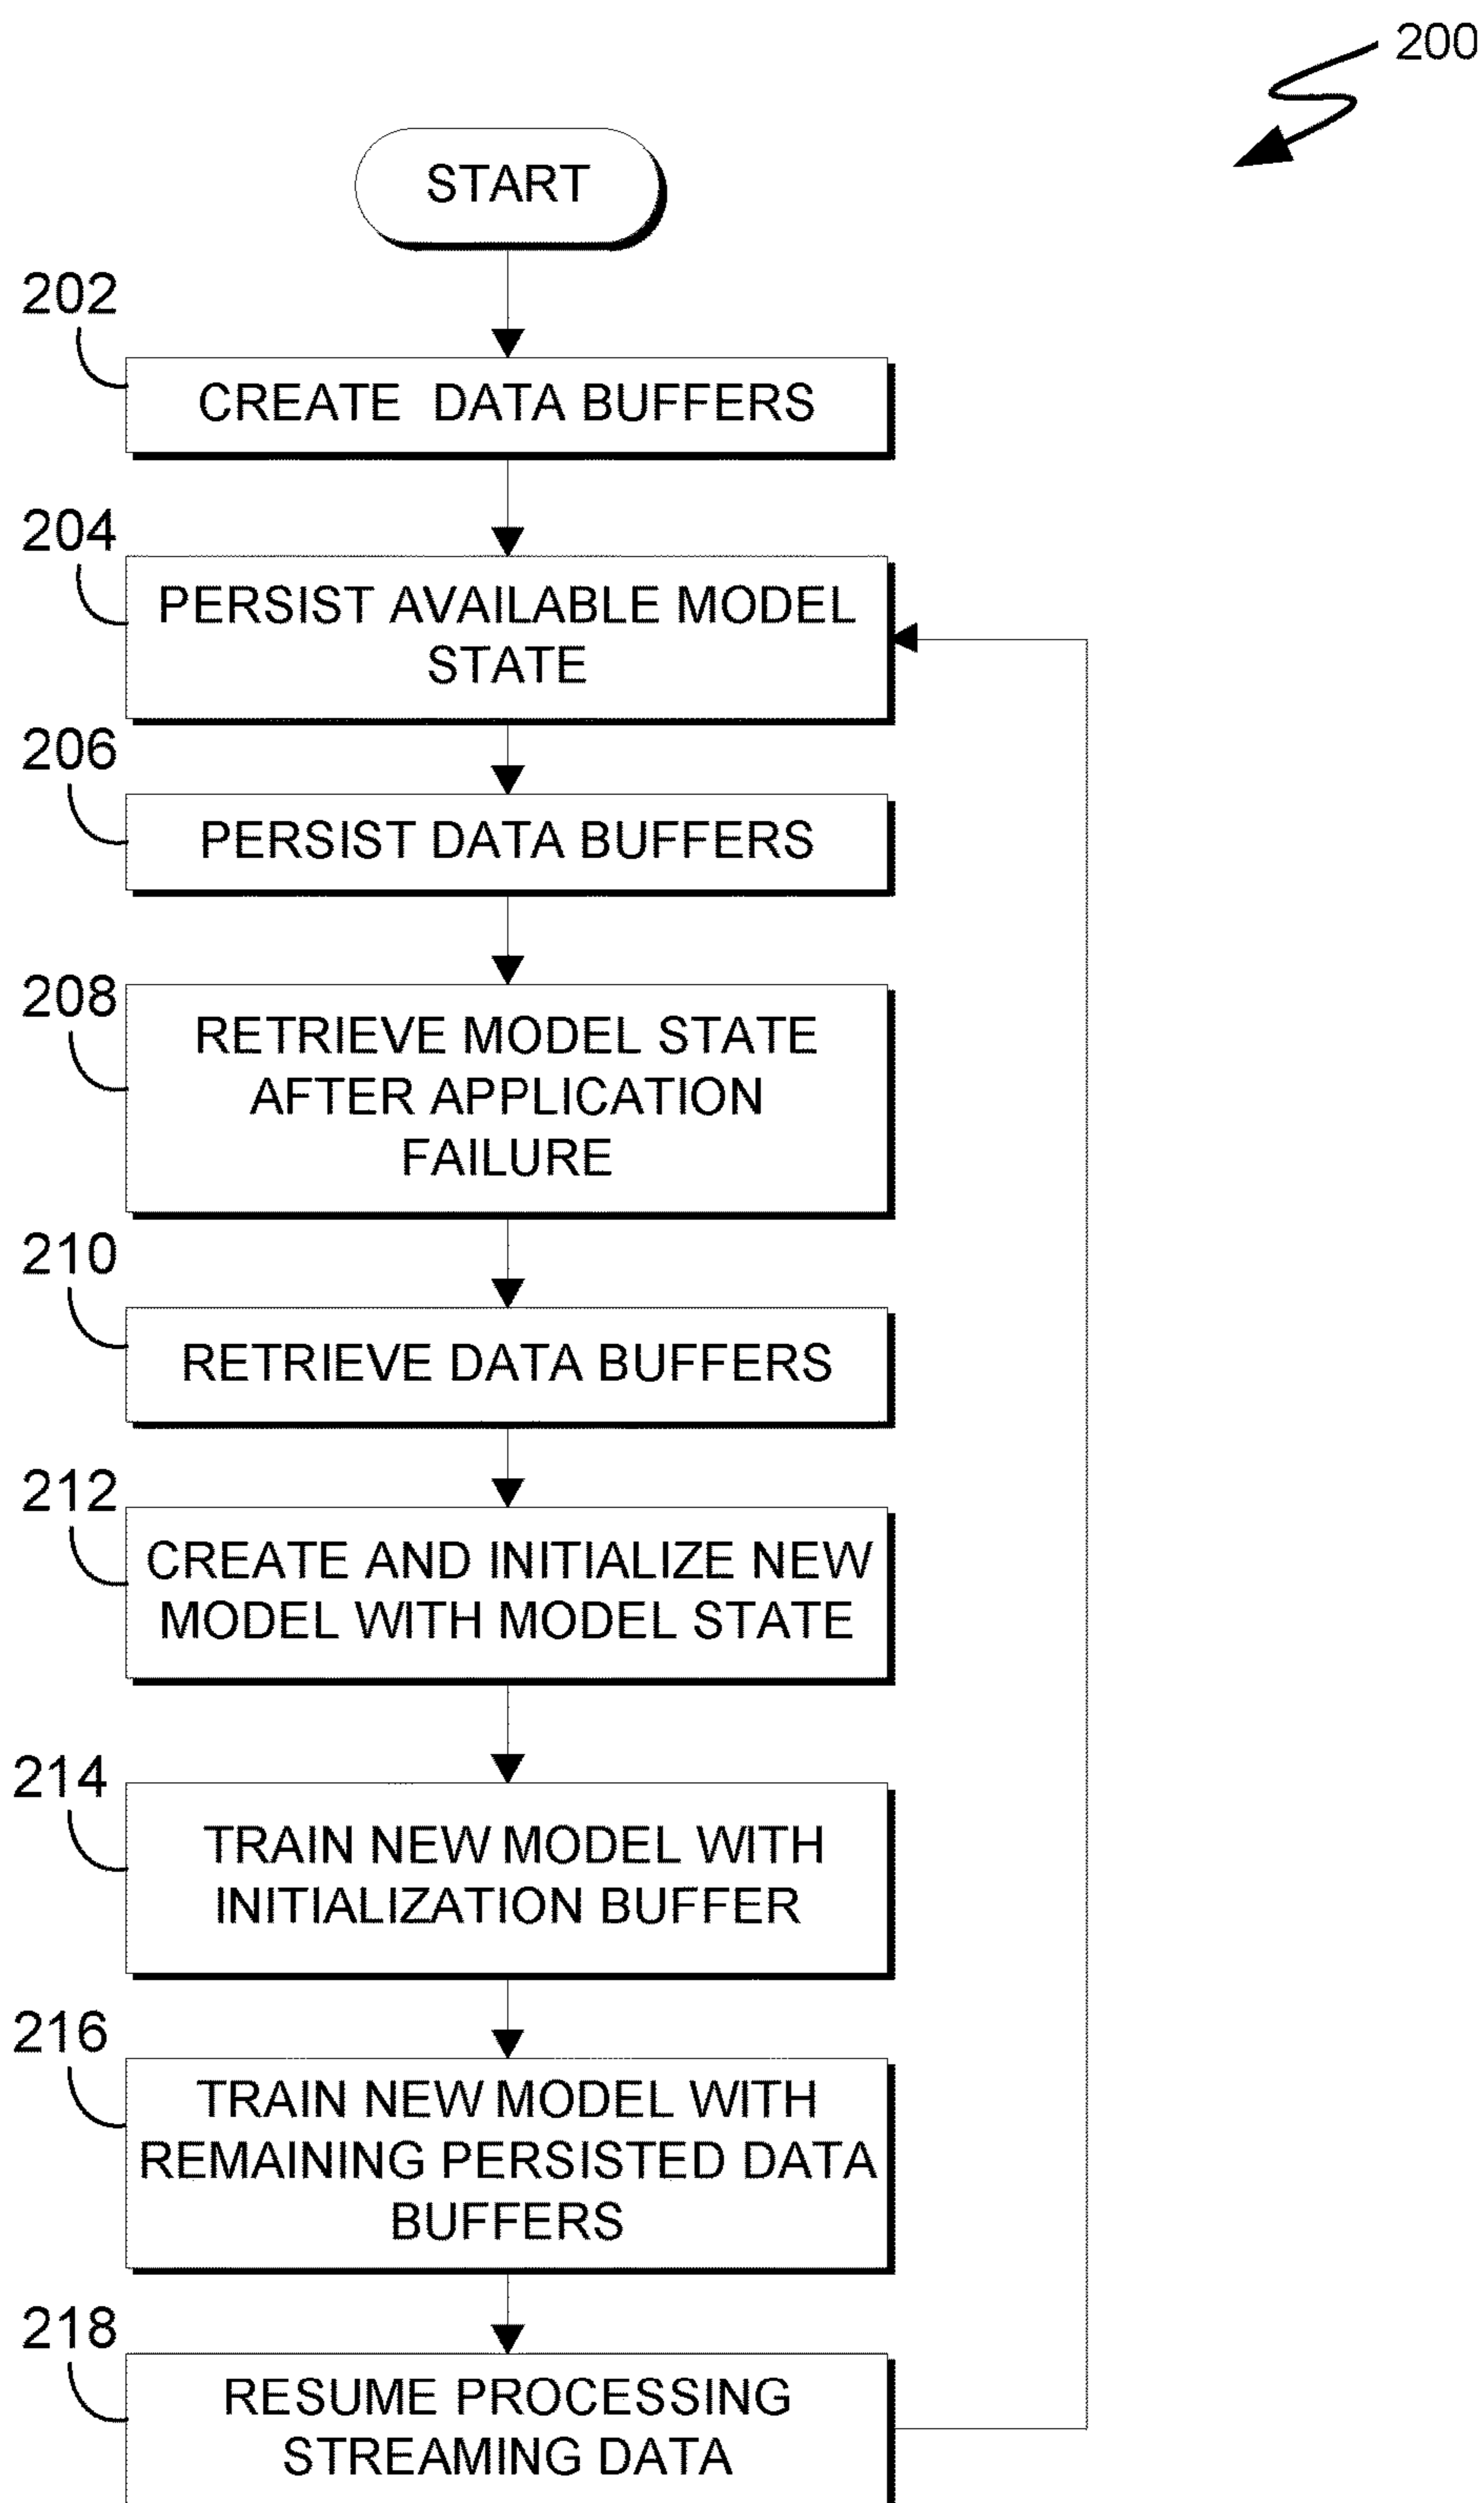 200
START
202
CREATE DATA BUFFERS
204
PERSIST AVAILABLE MODEL
STATE
206
PERSIST DATA BUFFERS
208
RETRIEVE MODEL STATE
AFTER APPLICATION
FAILURE
210
RETRIEVE DATA BUFFERS
212
CREATE AND INITIALIZE NEW
MODEL WITH MODEL STATE
214
TRAIN NEW MODEL WITH
INITIALIZATION BUFFER
216
TRAIN NEW MODEL WITH
REMAINING PERSISTED DATA
BUFFERS
218
RESUME PROCESSING
STREAMING DATA